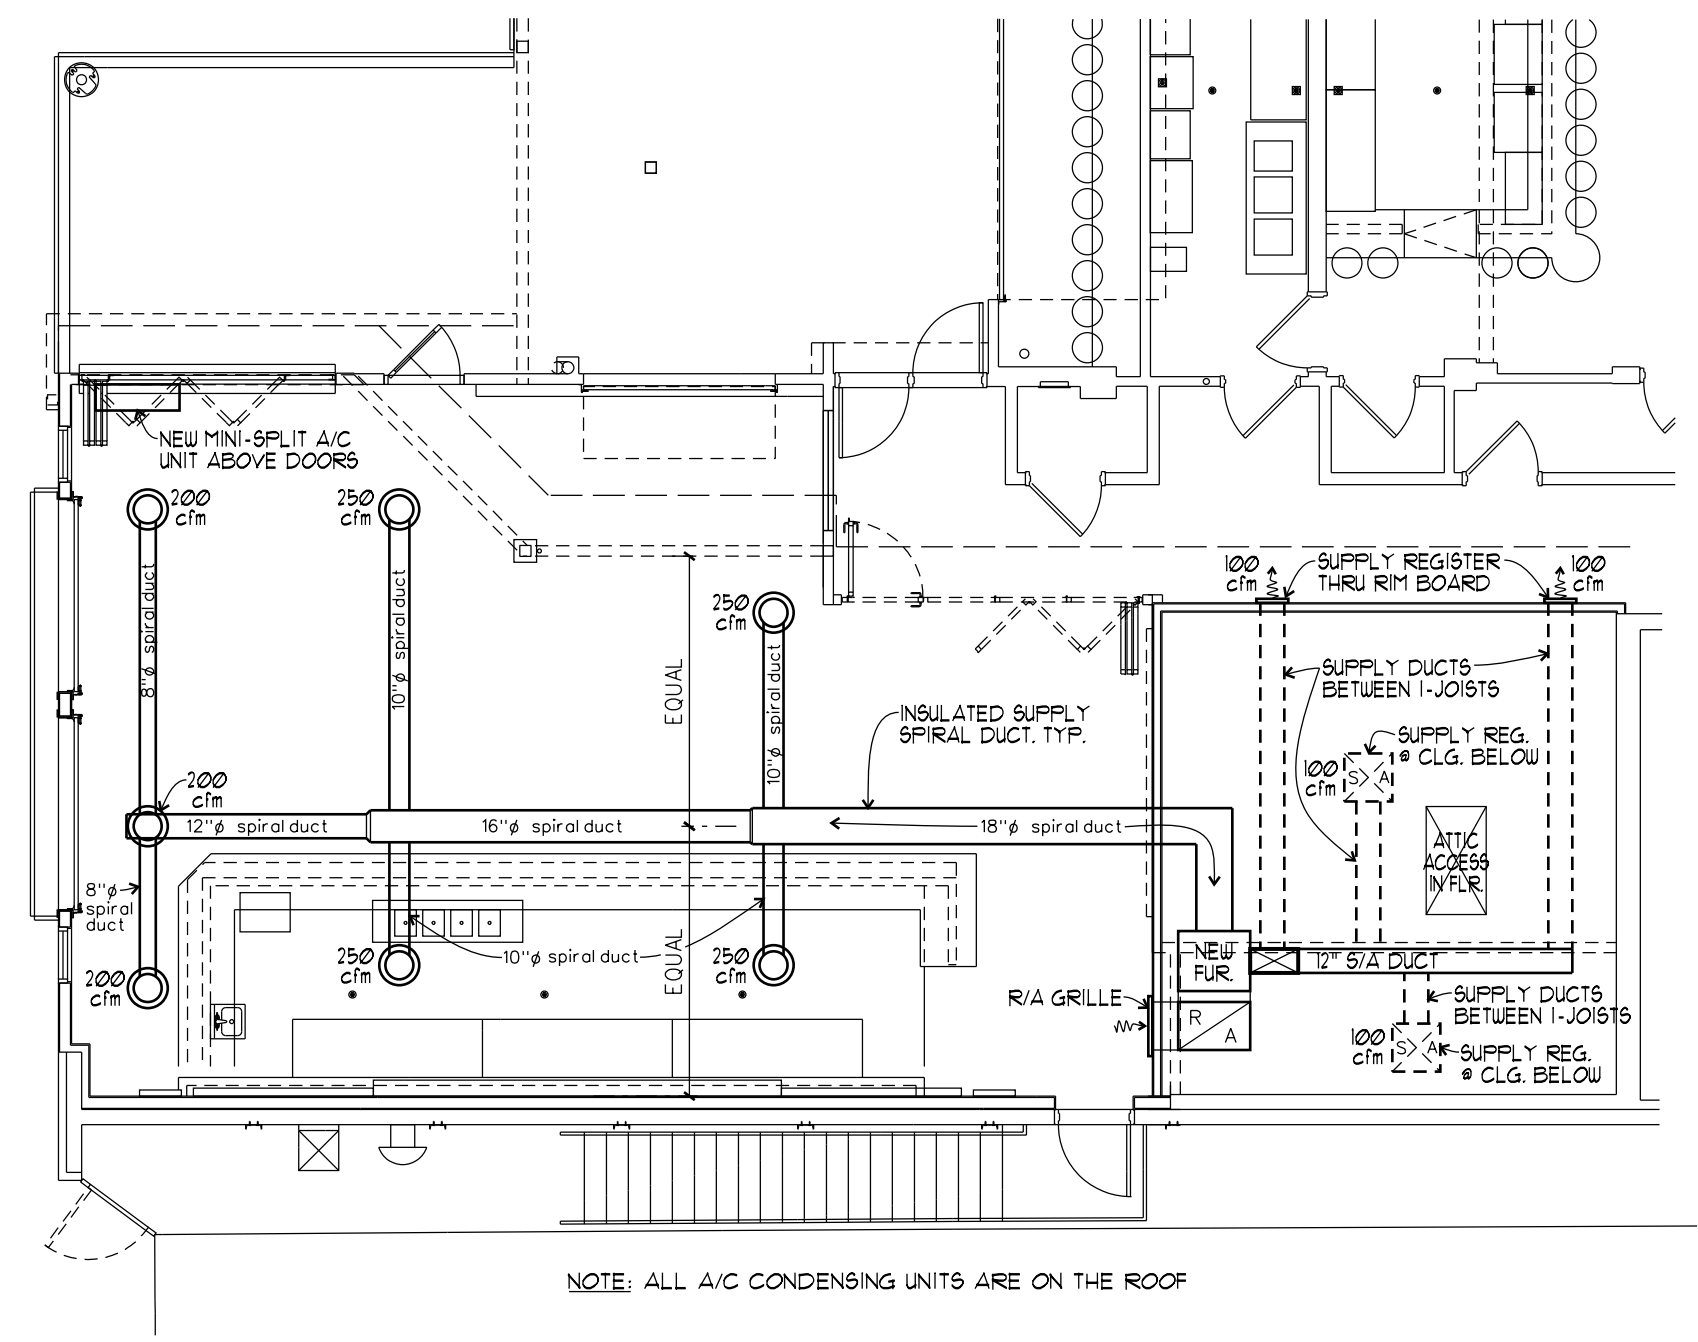 NEW MINI-SPLIT A/C
UNIT ABOVE DOORS
200
cfm
250
cfm
8"ø spiral duct
10"ø spiral duct
250
cfm
10"ø spiral duct
EQUAL
100
cfm
SUPPLY REGISTER
THRU RIM BOARD
100
cfm
SUPPLY DUCTS
BETWEEN I-JOISTS
INSULATED SUPPLY
SPIRAL DUCT. TYP.
SUPPLY REG.
@ CLG. BELOW
100
cfm
S A
200
cfm
12"ø spiral duct
16"ø spiral duct
18"ø spiral duct
ATTIC
ACCESS
IN FLR.
8"ø
spiral
duct
EQUAL
250
cfm
10"ø spiral duct
250
cfm
200
cfm
NEW
FUR.
12" S/A DUCT
R/A GRILLE
R
A
SUPPLY DUCTS
BETWEEN I-JOISTS
100
cfm
S A
SUPPLY REG.
@ CLG. BELOW
NOTE: ALL A/C CONDENSING UNITS ARE ON THE ROOF